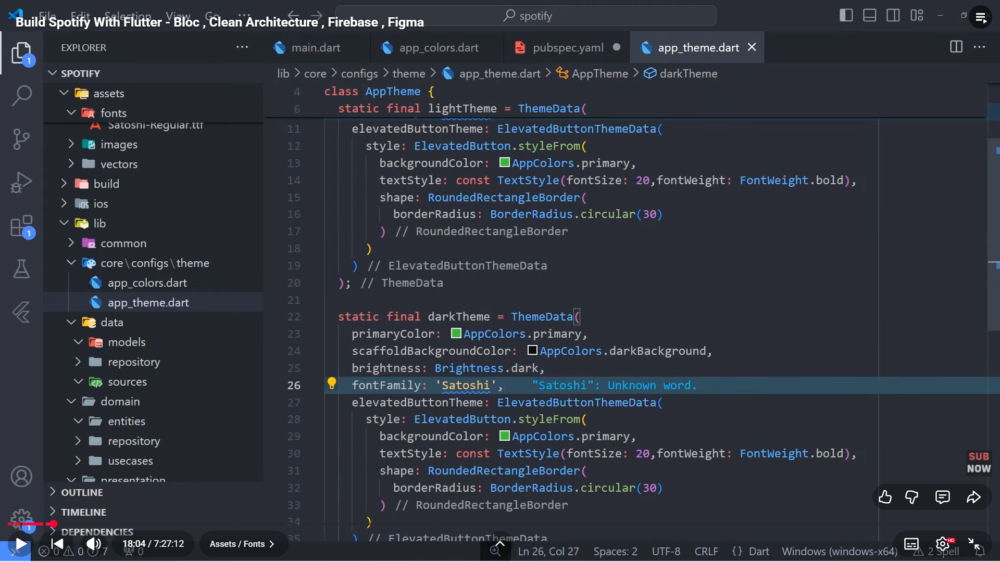 File Edit Selection View Go ...
Build Spotify With Flutter - Bloc , Clean Architecture , Firebase , Figma
spotify
EXPLORER
main.dart
app_colors.dart
pubspec.yaml
app_theme.dart
SPOTIFY
lib > core > configs > theme > app_theme.dart > AppTheme > darkTheme
assets
fonts
Satoshi-Regular.ttf
images
vectors
build
ios
lib
common
core\configs\theme
app_colors.dart
app_theme.dart
data
models
repository
sources
domain
entities
repository
usecases
presentation
OUTLINE
TIMELINE
DEPENDENCIES
4 class AppTheme {
6 static final lightTheme = ThemeData(
11 elevatedButtonTheme: ElevatedButtonThemeData(
12 style: ElevatedButton.styleFrom(
13 backgroundColor: AppColors.primary,
14 textStyle: const TextStyle(fontSize: 20,fontWeight: FontWeight.bold),
15 shape: RoundedRectangleBorder(
16 borderRadius: BorderRadius.circular(30)
17 ) // RoundedRectangleBorder
18 )
19 ) // ElevatedButtonThemeData
20 ); // ThemeData
21
22 static final darkTheme = ThemeData(
23 primaryColor: AppColors.primary,
24 scaffoldBackgroundColor: AppColors.darkBackground,
25 brightness: Brightness.dark,
26 fontFamily: 'Satoshi', "Satoshi": Unknown word.
27 elevatedButtonTheme: ElevatedButtonThemeData(
28 style: ElevatedButton.styleFrom(
29 backgroundColor: AppColors.primary,
30 textStyle: const TextStyle(fontSize: 20,fontWeight: FontWeight.bold),
31 shape: RoundedRectangleBorder(
32 borderRadius: BorderRadius.circular(30)
33 ) // RoundedRectangleBorder
34 )
35 ) // ElevatedButtonThemeData
SUB
NOW
18:04 / 7:27:12
Assets / Fonts >
HD
0 0 7 0
Ln 26, Col 27 Spaces: 2 UTF-8 CRLF {} Dart Windows (windows-x64) 2 Spell